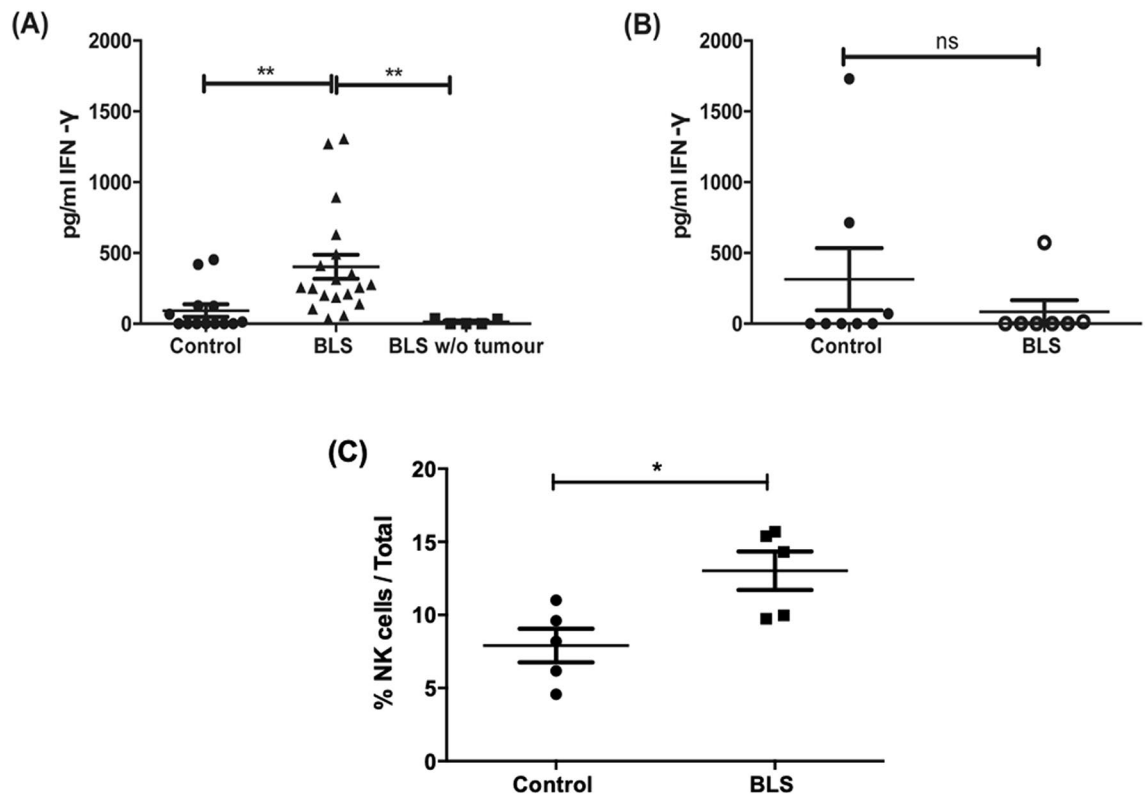 (A)
2000
1500
1000
500
0
pg/ml IFN -γ
**
**
Control
BLS
BLS w/o tumour
(B)
2000
1500
1000
500
0
pg/ml IFN -γ
ns
Control
BLS
(C)
20
15
10
5
0
% NK cells / Total
*
Control
BLS